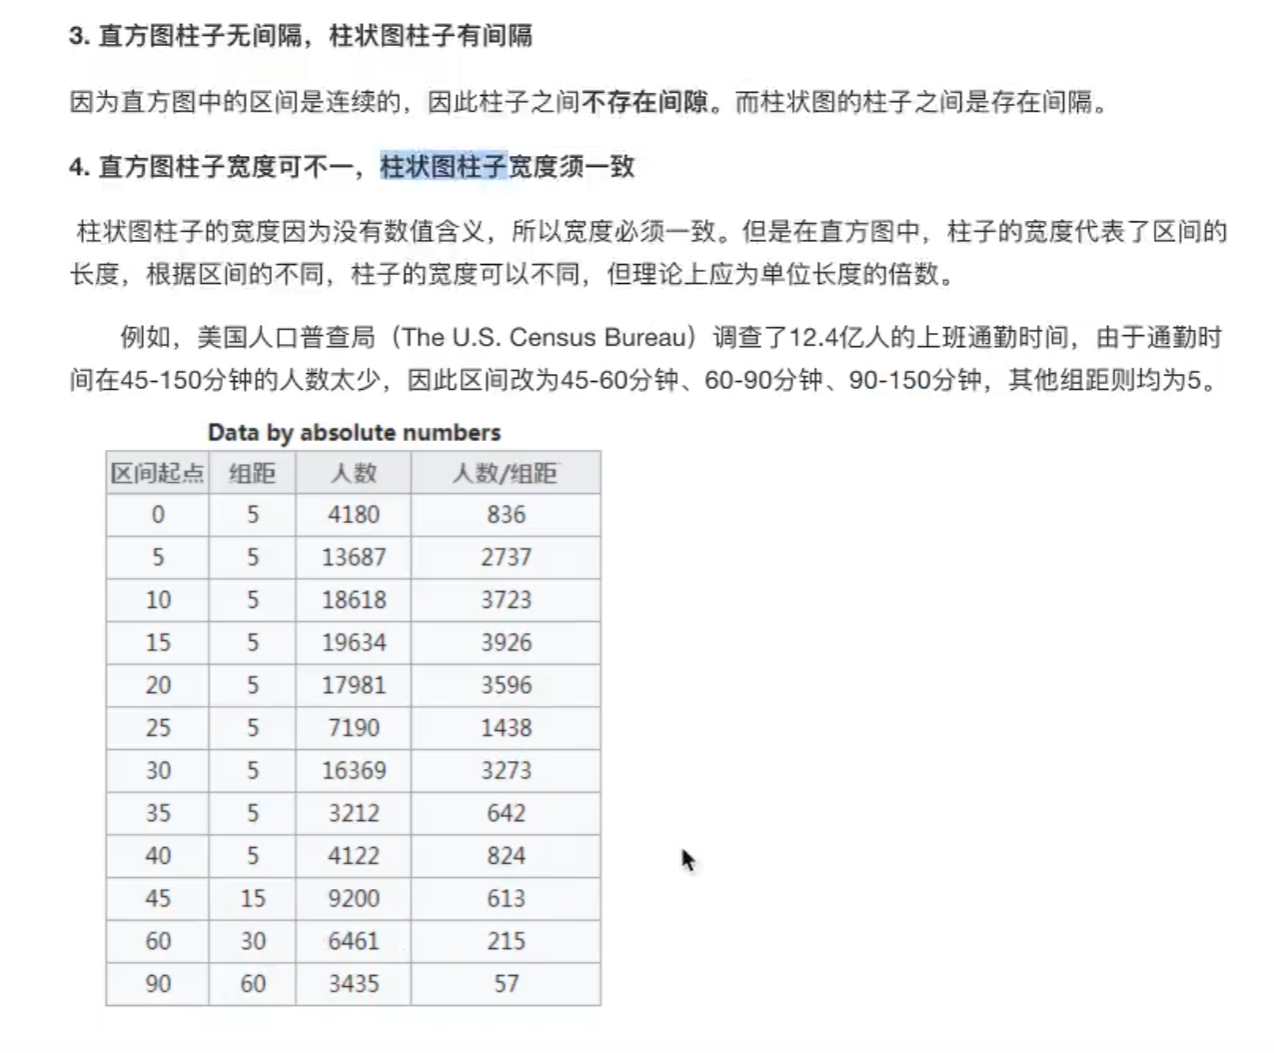 3. 直方图柱子无间隔，柱状图柱子有间隔
因为直方图中的区间是连续的，因此柱子之间不存在间隙。而柱状图的柱子之间是存在间隔。
4. 直方图柱子宽度可不一，柱状图柱子宽度须一致
柱状图柱子的宽度因为没有数值含义，所以宽度必须一致。但是在直方图中，柱子的宽度代表了区间的
长度，根据区间的不同，柱子的宽度可以不同，但理论上应为单位长度的倍数。
例如，美国人口普查局（The U.S. Census Bureau）调查了12.4亿人的上班通勤时间，由于通勤时
间在45-150分钟的人数太少，因此区间改为45-60分钟、60-90分钟、90-150分钟，其他组距则均为5。
Data by absolute numbers
区间起点 组距 人数 人数/组距
0 5 4180 836
5 5 13687 2737
10 5 18618 3723
15 5 19634 3926
20 5 17981 3596
25 5 7190 1438
30 5 16369 3273
35 5 3212 642
40 5 4122 824
45 15 9200 613
60 30 6461 215
90 60 3435 57